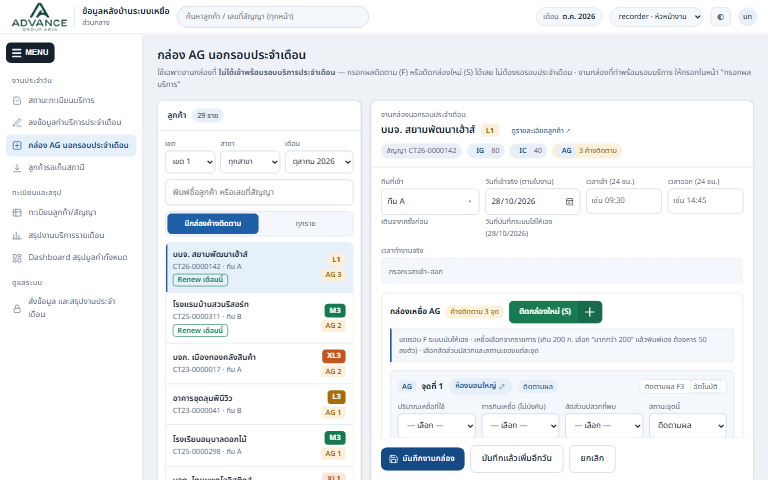 ADVANCE
GROUP ASIA
ข้อมูลหลังบ้านระบบเหยื่อ
ส่วนกลาง
ค้นหาลูกค้า / เลขที่สัญญา (ทุกหน้า)
เดือน ต.ค. 2026
recorder · หัวหน้างาน
บก
MENU
งานประจำวัน
สถานะทะเบียนบริการ
ลงข้อมูลทำบริการประจำเดือน
กล่อง AG นอกรอบประจำเดือน
ลูกค้ารอเก็บสถานี
ทะเบียนและสรุป
ทะเบียนลูกค้า/สัญญา
สรุปงานบริการรายเดือน
Dashboard สรุปมูลค่าทั้งหมด
ดูแลระบบ
ส่งข้อมูล และสรุปงานประจำเดือน
กล่อง AG นอกรอบประจำเดือน
ใช้เฉพาะงานกล่องที่ ไม่ได้เข้าพร้อมรอบบริการประจำเดือน — กรอกผลติดตาม (F) หรือติดกล่องใหม่ (S) ได้เลย ไม่ต้องรอรอบประจำเดือน · งานกล่องที่ทำพร้อมรอบบริการ ให้กรอกในหน้า "กรอกผลบริการ"
ลูกค้า 29 ราย
เขต สาขา เดือน
เขต 1 ทุกสาขา ตุลาคม 2026
พิมพ์ชื่อลูกค้า หรือเลขที่สัญญา
มีกล่องค้างติดตาม ทุกราย
บมจ. สยามพัฒนาเฮ้าส์ L1
CT26-0000142 · ทีม A AG 3
Renew เดือนนี้
โรงแรมบ้านสวนรีสอร์ท M3
CT25-0000311 · ทีม B AG 2
Renew เดือนนี้
บจก. เมืองทองคลังสินค้า XL3
CT23-0000017 · ทีม A AG 2
อาคารชุดลุมพินีวิว L3
CT23-0000041 · ทีม B AG 1
โรงเรียนอนุบาลดอกไม้ M3
CT25-0000298 · ทีม A AG 1
XL1
งานกล่องนอกรอบประจำเดือน
บมจ. สยามพัฒนาเฮ้าส์ L1 ดูรายละเอียดลูกค้า ↗
สัญญา CT26-0000142 IG 80 IC 40 AG 3 ค้างติดตาม
ทีมที่เข้า วันที่เข้าจริง (ตามใบงาน) เวลาเข้า (24 ชม.) เวลาออก (24 ชม.)
ทีม A 28/10/2026 เช่น 09:30 เช่น 14:45
เติมจากครั้งก่อน วันที่บันทึกระบบใส่ให้เอง (28/10/2026)
เวลาทำงานจริง
กรอกเวลาเข้า-ออก
กล่องเหยื่อ AG ค้างติดตาม 3 จุด ติดกล่องใหม่ (S) +
เลขรอบ F ระบบนับให้เอง · เหยื่อเลือกจากรายการ (เกิน 200 ก. เลือก "มากกว่า 200" แล้วพิมพ์เอง ต้องหาร 50 ลงตัว) · เลือกสัดส่วนปลวกและสถานะของแต่ละจุด
AG จุดที่ 1 ห้องนอนใหญ่ ติดตามผล ติดตามผล F3 อัตโนมัติ
ปริมาณเหยื่อที่ใช้ การกินเหยื่อ (ไม่บังคับ) สัดส่วนปลวกที่พบ สถานะจุดนี้
— เลือก — — เลือก — — เลือก — ติดตามผล
บันทึกงานกล่อง บันทึกแล้วเพิ่มอีกวัน ยกเลิก